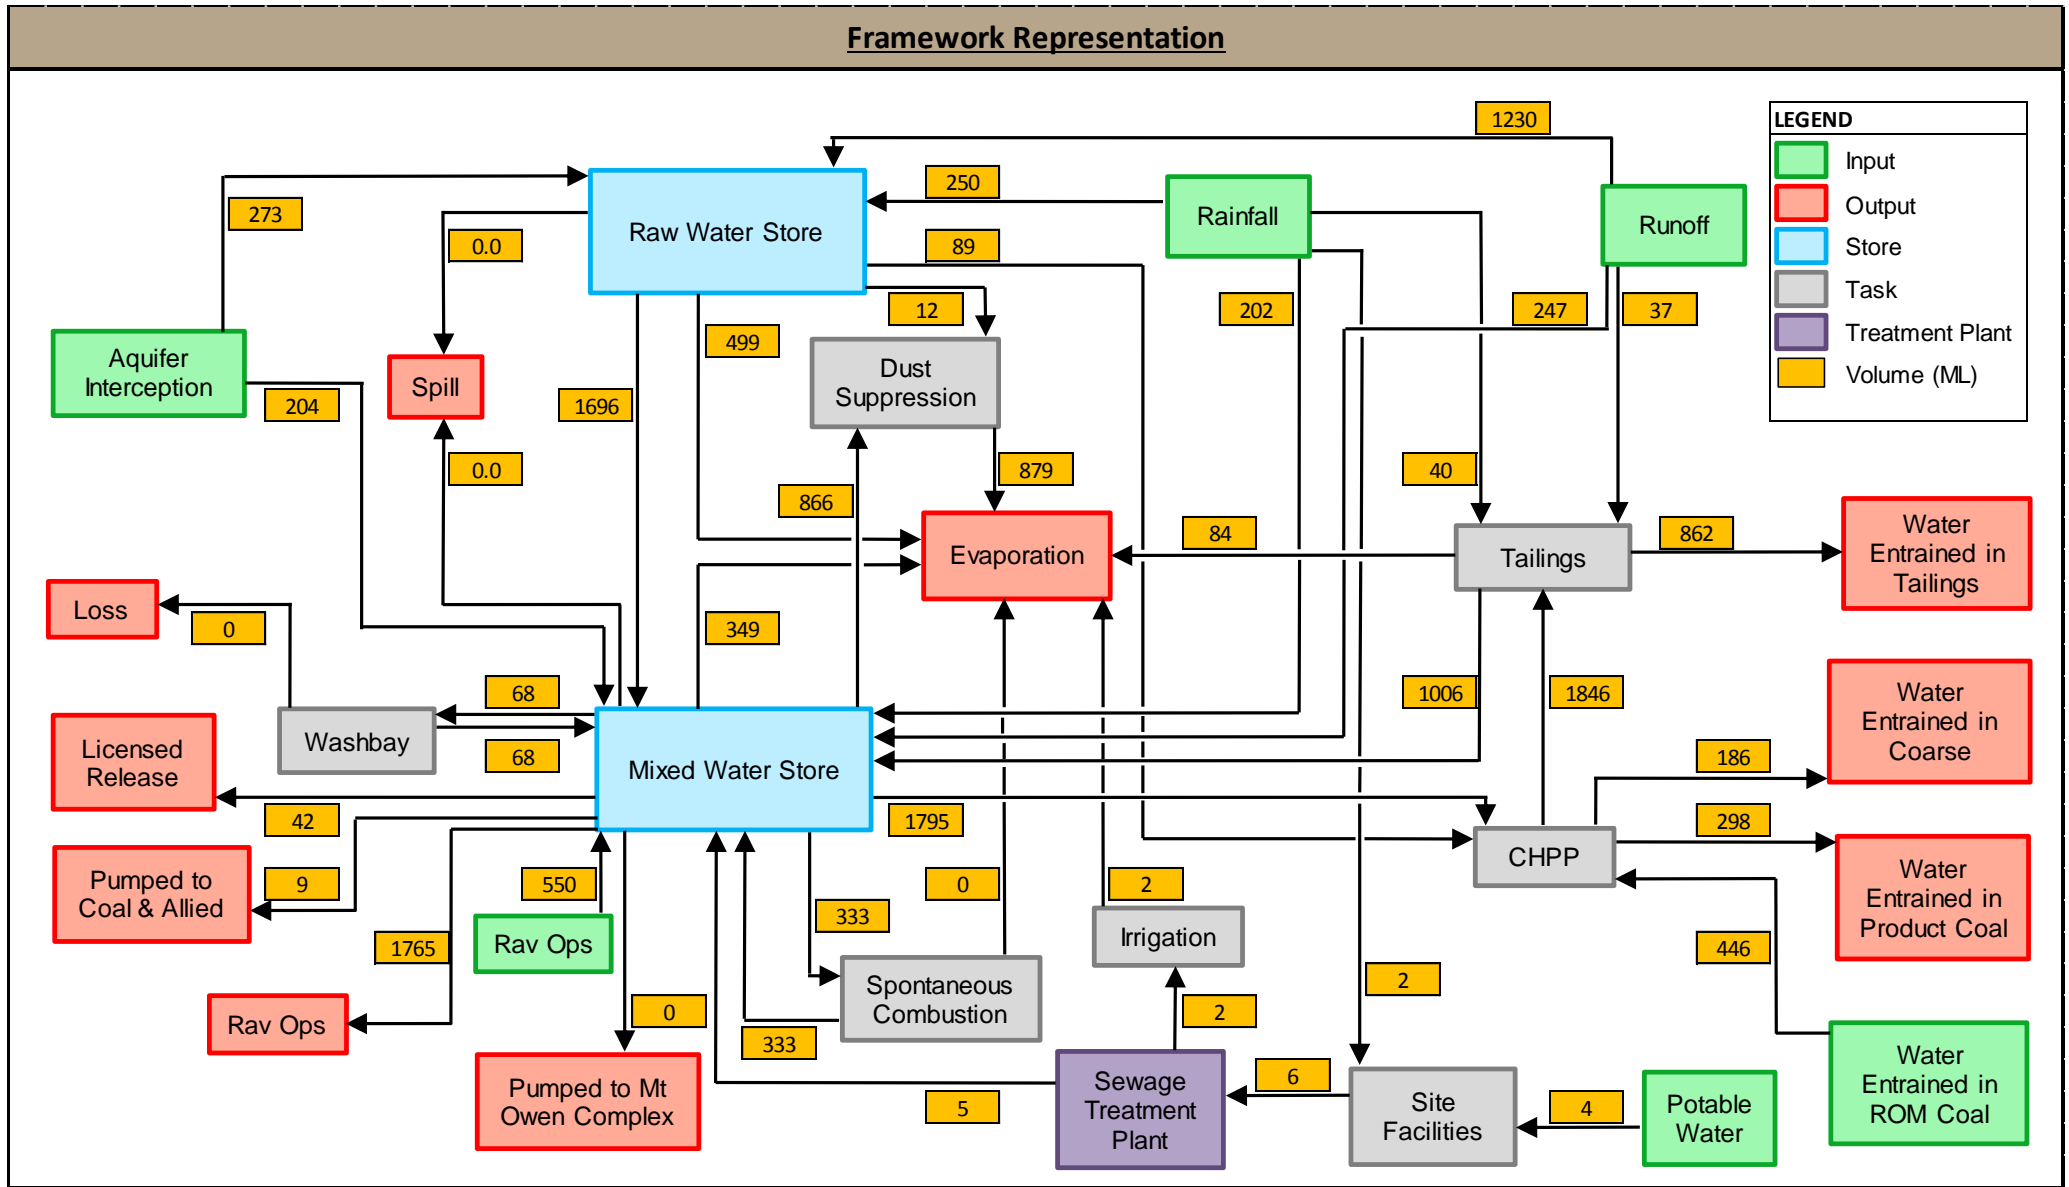 Framework Representation
1230
LEGEND
Input
Output
Store
Task
Treatment Plant
Volume (ML)
250
273
Raw Water Store
Rainfall
Runoff
0.0
89
12
202
247
37
499
Aquifer
Interception
Spill
Dust
Suppression
204
1696
0.0
879
40
866
Evaporation
84
Tailings
862
Water
Entrained in
Tailings
Loss
0
349
68
1006
1846
Water
Entrained in
Coarse
Licensed
Release
Washbay
68
Mixed Water Store
186
42
1795
298
CHPP
Pumped to
Coal & Allied
9
550
0
2
Water
Entrained in
Product Coal
333
1765
Rav Ops
Irrigation
446
Spontaneous
Combustion
2
Rav Ops
0
333
2
Pumped to Mt
Owen Complex
5
Sewage
Treatment
Plant
6
Site
Facilities
4
Potable
Water
Water
Entrained in
ROM Coal